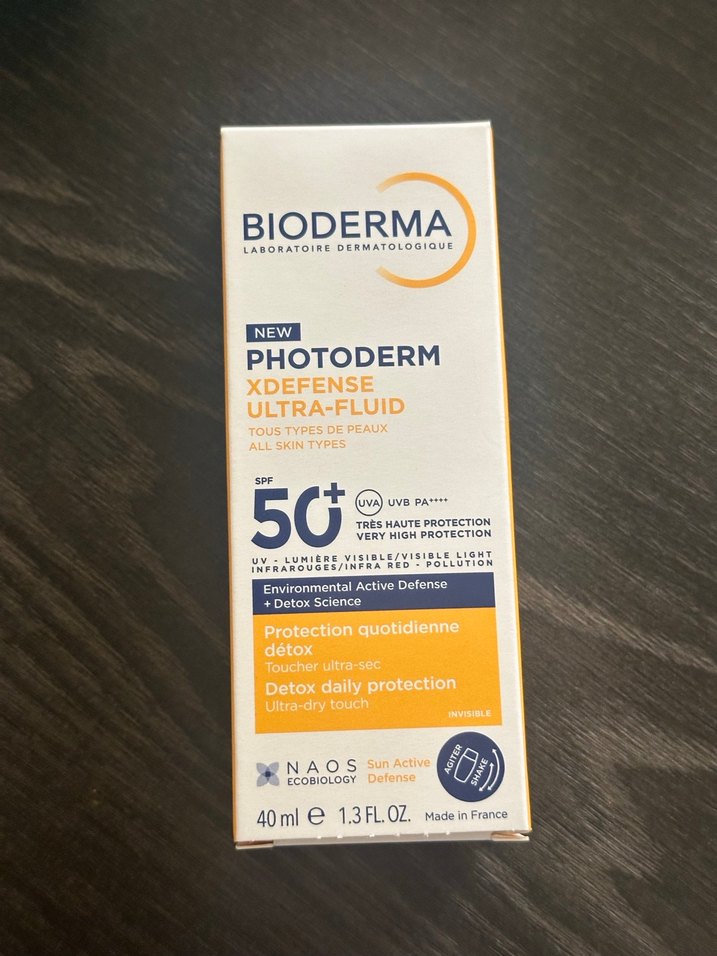 BIODERMA
LABORATOIRE DERMATOLOGIQUE
NEW
PHOTODERM
XDEFENSE
ULTRA-FLUID
TOUS TYPES DE PEAUX
ALL SKIN TYPES
SPF
50+
UVA UVB PA++++
TRÈS HAUTE PROTECTION
VERY HIGH PROTECTION
UV - LUMIÈRE VISIBLE/VISIBLE LIGHT
INFRAROUGES/INFRA RED - POLLUTION
Environmental Active Defense
+ Detox Science
Protection quotidienne
détox
Toucher ultra-sec
Detox daily protection
Ultra-dry touch
INVISIBLE
NAOS
ECOBIOLOGY
Sun Active
Defense
AGITER
SHAKE
40 ml e 1.3 FL. OZ.
Made in France